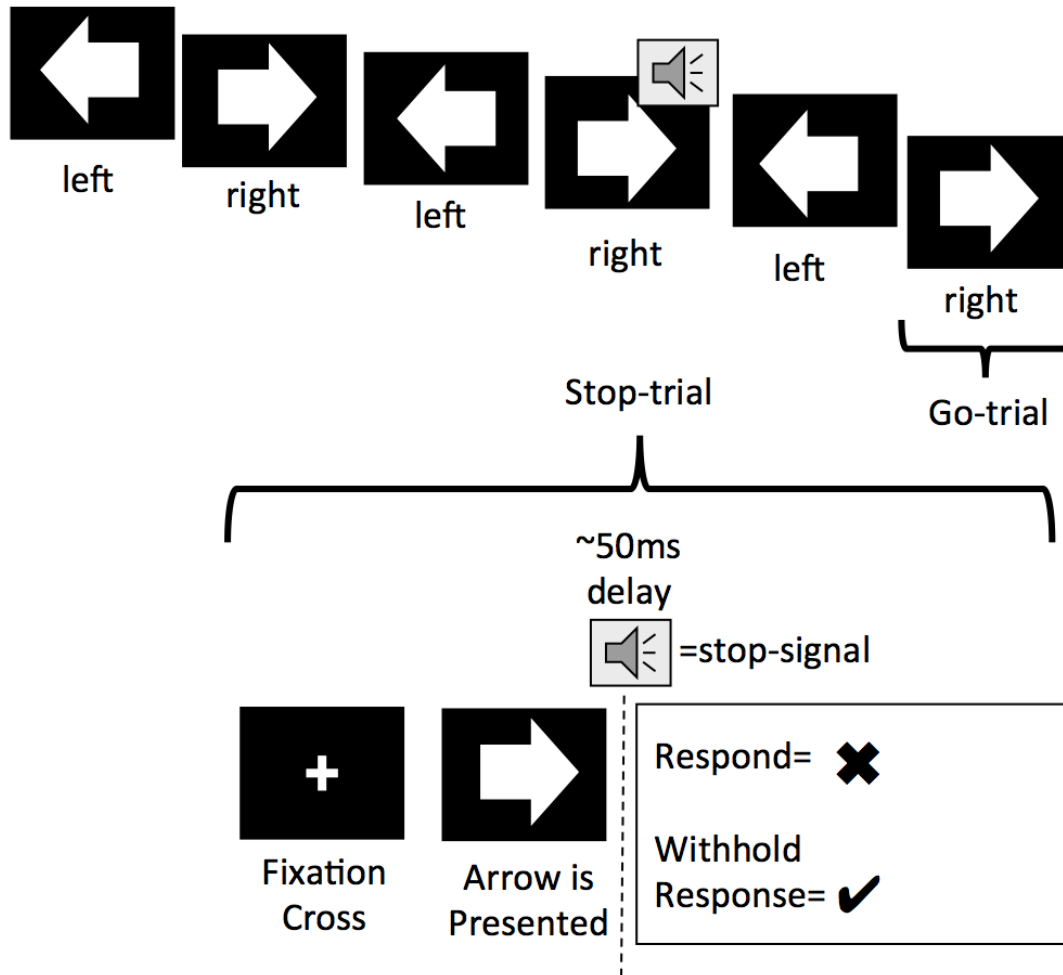 left
right
left
right
left
right
Stop-trial
Go-trial
~50ms
delay
=stop-signal
Respond= ✖
Withhold
Response= ✔
Fixation
Cross
Arrow is
Presented